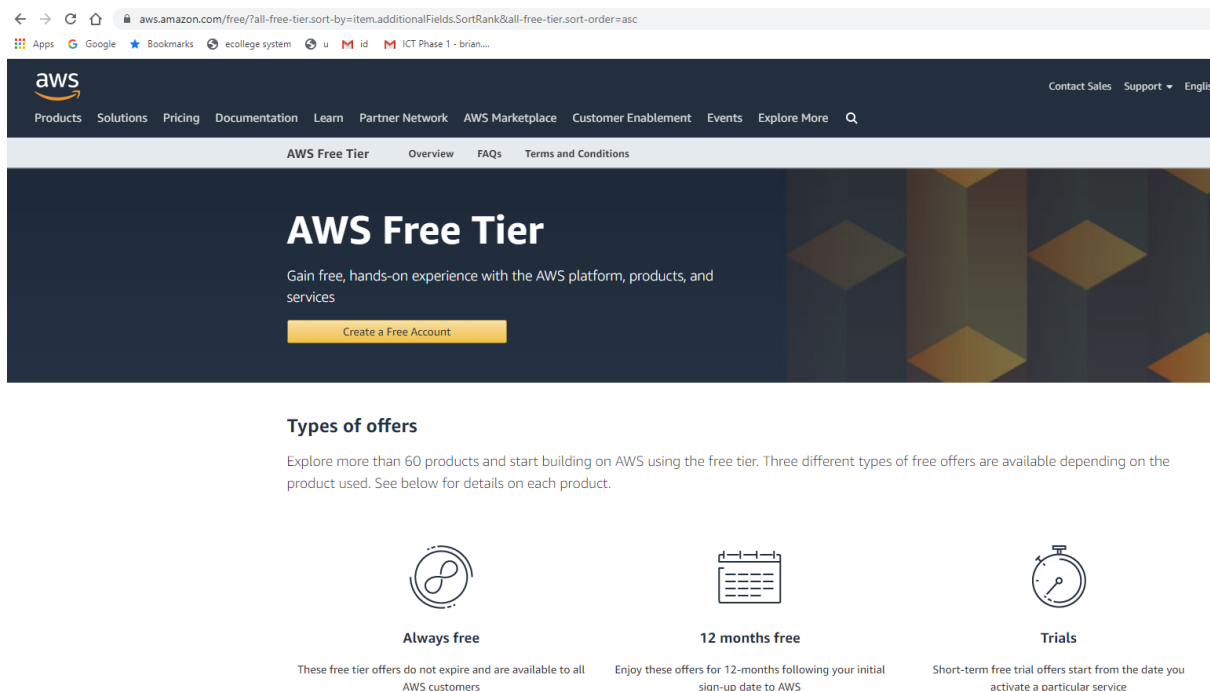 aws.amazon.com/free/?all-free-tier.sort-by=item.additionalFields.SortRank&all-free-tier.sort-order=asc
Apps Google Bookmarks ecollege system u id ICT Phase 1 - brian....
aws
Contact Sales Support Englis
Products Solutions Pricing Documentation Learn Partner Network AWS Marketplace Customer Enablement Events Explore More
AWS Free Tier Overview FAQs Terms and Conditions
AWS Free Tier
Gain free, hands-on experience with the AWS platform, products, and
services
Create a Free Account
Types of offers
Explore more than 60 products and start building on AWS using the free tier. Three different types of free offers are available depending on the
product used. See below for details on each product.
Always free
These free tier offers do not expire and are available to all
AWS customers
12 months free
Enjoy these offers for 12-months following your initial
sign-up date to AWS
Trials
Short-term free trial offers start from the date you
activate a particular service